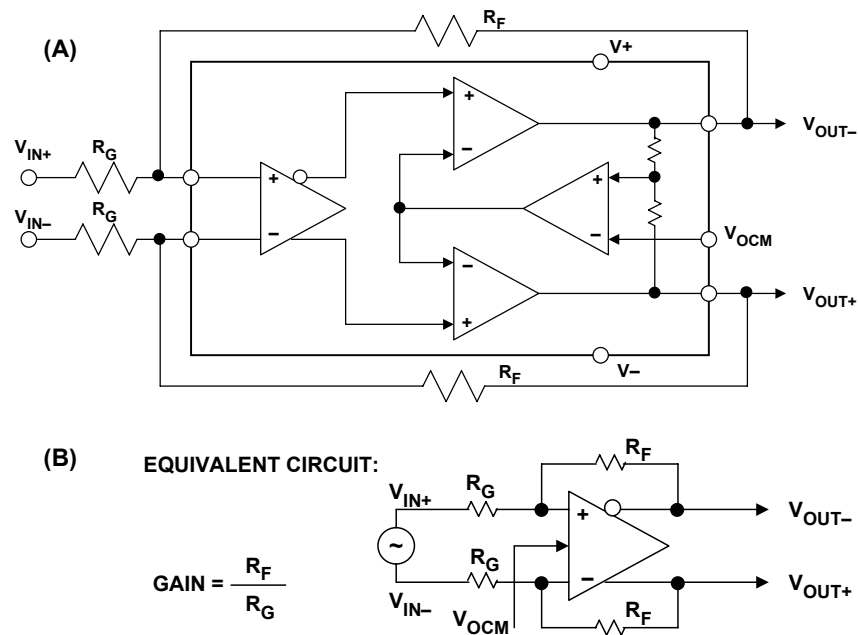 (A)
R_F
V+
V_IN+
R_G
+
+
−
V_OUT–
+
−
V_IN–
R_G
+
−
V_OCM
−
+
V_OUT+
V–
R_F
(B)
EQUIVALENT CIRCUIT:
R_F
V_IN+
R_G
+
V_OUT–
~
GAIN = R_F / R_G
R_G
−
V_OUT+
V_IN–
V_OCM
R_F